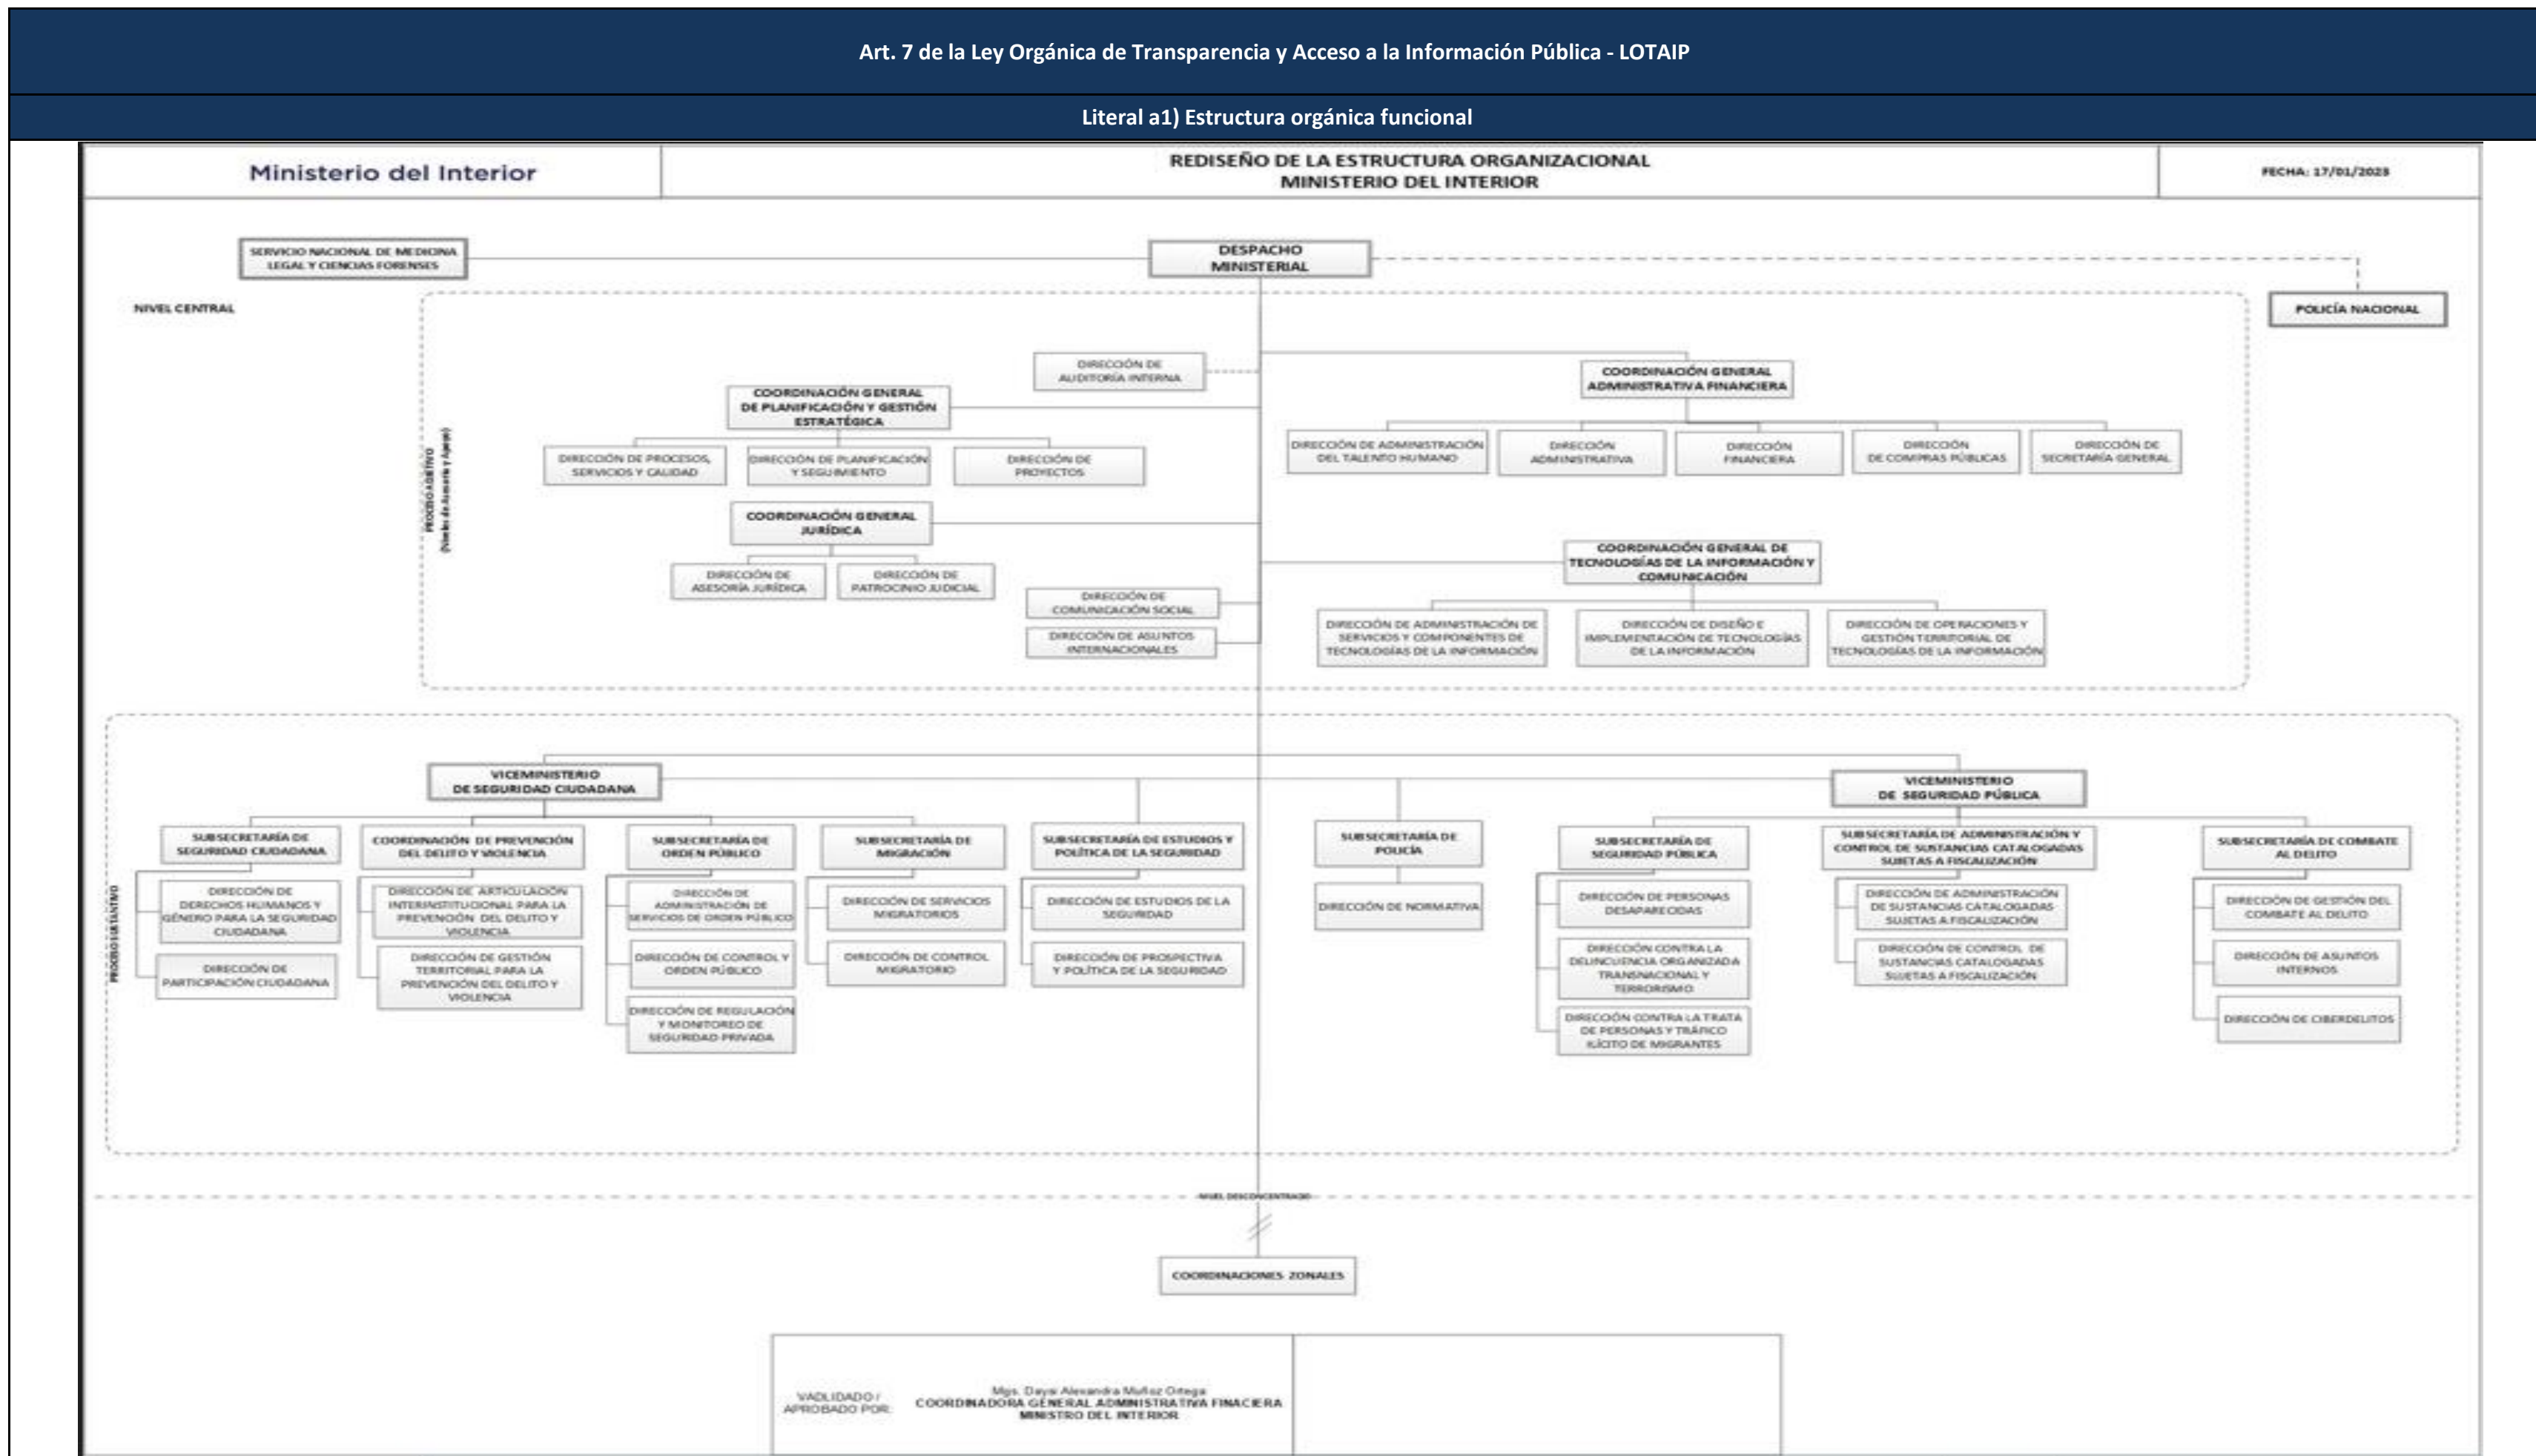 Art. 7 de la Ley Orgánica de Transparencia y Acceso a la Información Pública - LOTAIP
Literal a1) Estructura orgánica funcional
Ministerio del Interior
REDISEÑO DE LA ESTRUCTURA ORGANIZACIONAL
MINISTERIO DEL INTERIOR
FECHA: 17/01/2023
SERVICIO NACIONAL DE MEDICINA
LEGAL Y CIENCIAS FORENSES
DESPACHO
MINISTERIAL
NIVEL CENTRAL
POLICÍA NACIONAL
PROCESO ADJETIVO
(Niveles de Asesoría y Apoyo)
DIRECCIÓN DE
AUDITORÍA INTERNA
COORDINACIÓN GENERAL
DE PLANIFICACIÓN Y GESTIÓN
ESTRATÉGICA
DIRECCIÓN DE PROCESOS,
SERVICIOS Y CALIDAD
DIRECCIÓN DE PLANIFICACIÓN
Y SEGUIMIENTO
DIRECCIÓN DE
PROYECTOS
COORDINACIÓN GENERAL
ADMINISTRATIVA FINANCIERA
DIRECCIÓN DE ADMINISTRACIÓN
DEL TALENTO HUMANO
DIRECCIÓN
ADMINISTRATIVA
DIRECCIÓN
FINANCIERA
DIRECCIÓN
DE COMPRAS PÚBLICAS
DIRECCIÓN DE
SECRETARÍA GENERAL
COORDINACIÓN GENERAL
JURÍDICA
DIRECCIÓN DE
ASESORÍA JURÍDICA
DIRECCIÓN DE
PATROCINIO JUDICIAL
DIRECCIÓN DE
COMUNICACIÓN SOCIAL
DIRECCIÓN DE ASUNTOS
INTERNACIONALES
COORDINACIÓN GENERAL DE
TECNOLOGÍAS DE LA INFORMACIÓN Y
COMUNICACIÓN
DIRECCIÓN DE ADMINISTRACIÓN DE
SERVICIOS Y COMPONENTES DE
TECNOLOGÍAS DE LA INFORMACIÓN
DIRECCIÓN DE DISEÑO E
IMPLEMENTACIÓN DE TECNOLOGÍAS
DE LA INFORMACIÓN
DIRECCIÓN DE OPERACIONES Y
GESTIÓN TERRITORIAL DE
TECNOLOGÍAS DE LA INFORMACIÓN
PROCESO SUSTANTIVO
VICEMINISTERIO
DE SEGURIDAD CIUDADANA
VICEMINISTERIO
DE SEGURIDAD PÚBLICA
SUBSECRETARÍA DE
SEGURIDAD CIUDADANA
DIRECCIÓN DE
DERECHOS HUMANOS Y
GÉNERO PARA LA SEGURIDAD
CIUDADANA
DIRECCIÓN DE
PARTICIPACIÓN CIUDADANA
COORDINACIÓN DE PREVENCIÓN
DEL DELITO Y VIOLENCIA
DIRECCIÓN DE ARTICULACIÓN
INTERINSTITUCIONAL PARA LA
PREVENCIÓN DEL DELITO Y
VIOLENCIA
DIRECCIÓN DE GESTIÓN
TERRITORIAL PARA LA
PREVENCIÓN DEL DELITO Y
VIOLENCIA
SUBSECRETARÍA DE
ORDEN PÚBLICO
DIRECCIÓN DE
ADMINISTRACIÓN DE
SERVICIOS DE ORDEN PÚBLICO
DIRECCIÓN DE CONTROL Y
ORDEN PÚBLICO
DIRECCIÓN DE REGULACIÓN
Y MONITOREO DE
SEGURIDAD PRIVADA
SUBSECRETARÍA DE
MIGRACIÓN
DIRECCIÓN DE SERVICIOS
MIGRATORIOS
DIRECCIÓN DE CONTROL
MIGRATORIO
SUBSECRETARÍA DE ESTUDIOS Y
POLÍTICA DE LA SEGURIDAD
DIRECCIÓN DE ESTUDIOS DE LA
SEGURIDAD
DIRECCIÓN DE PROSPECTIVA
Y POLÍTICA DE LA SEGURIDAD
SUBSECRETARÍA DE
POLICÍA
DIRECCIÓN DE NORMATIVA
SUBSECRETARÍA DE
SEGURIDAD PÚBLICA
DIRECCIÓN DE PERSONAS
DESAPARECIDAS
DIRECCIÓN CONTRA LA
DELINCUENCIA ORGANIZADA
TRANSNACIONAL Y
TERRORISMO
DIRECCIÓN CONTRA LA TRATA
DE PERSONAS Y TRÁFICO
ILÍCITO DE MIGRANTES
SUBSECRETARÍA DE ADMINISTRACIÓN Y
CONTROL DE SUSTANCIAS CATALOGADAS
SUJETAS A FISCALIZACIÓN
DIRECCIÓN DE ADMINISTRACIÓN
DE SUSTANCIAS CATALOGADAS
SUJETAS A FISCALIZACIÓN
DIRECCIÓN DE CONTROL DE
SUSTANCIAS CATALOGADAS
SUJETAS A FISCALIZACIÓN
SUBSECRETARÍA DE COMBATE
AL DELITO
DIRECCIÓN DE GESTIÓN DEL
COMBATE AL DELITO
DIRECCIÓN DE ASUNTOS
INTERNOS
DIRECCIÓN DE CIBERDELITOS
NIVEL DESCONCENTRADO
COORDINACIONES ZONALES
VADLIDADO /
APROBADO POR:
Mgs. Daysi Alexandra Muñoz Ortega
COORDINADORA GENERAL ADMINISTRATIVA FINACIERA
MINISTRO DEL INTERIOR